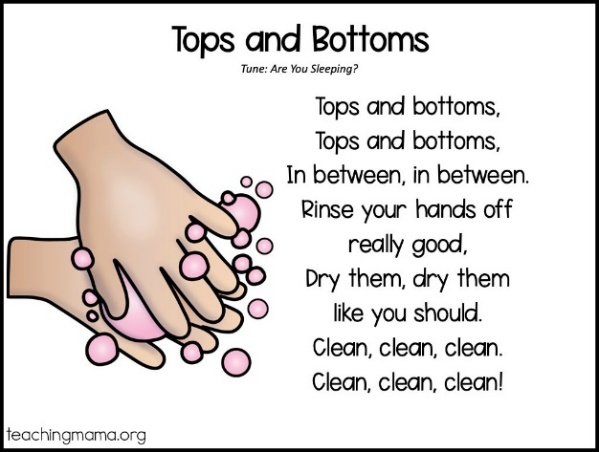 Tops and Bottoms
Tune: Are You Sleeping?
Tops and bottoms,
Tops and bottoms,
In between, in between.
Rinse your hands off
really good,
Dry them, dry them
like you should.
Clean, clean, clean.
Clean, clean, clean!
teachingmama.org